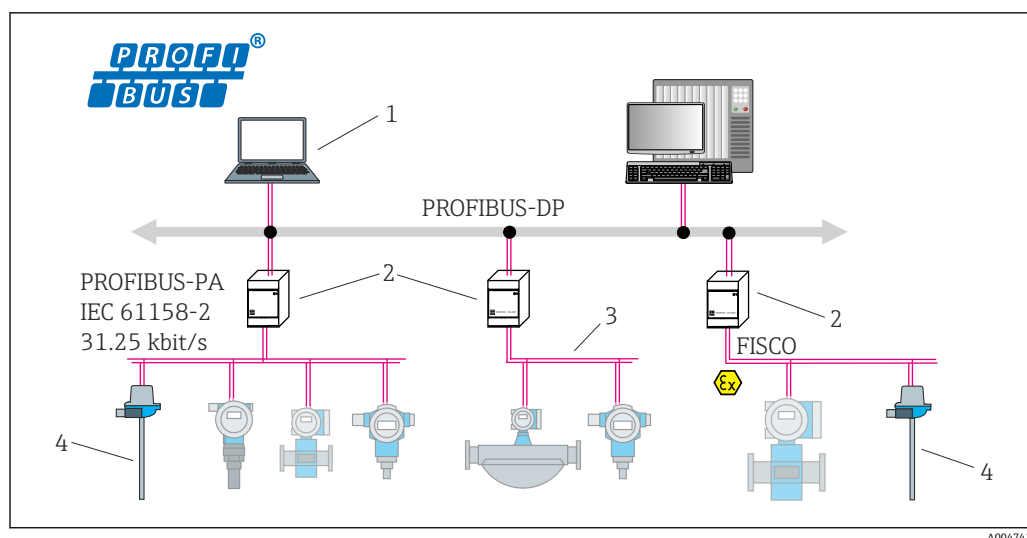 PROFI®
BUS
1
PROFIBUS-DP
PROFIBUS-PA
IEC 61158-2
31.25 kbit/s
2
3
2
FISCO
Ex
4
4